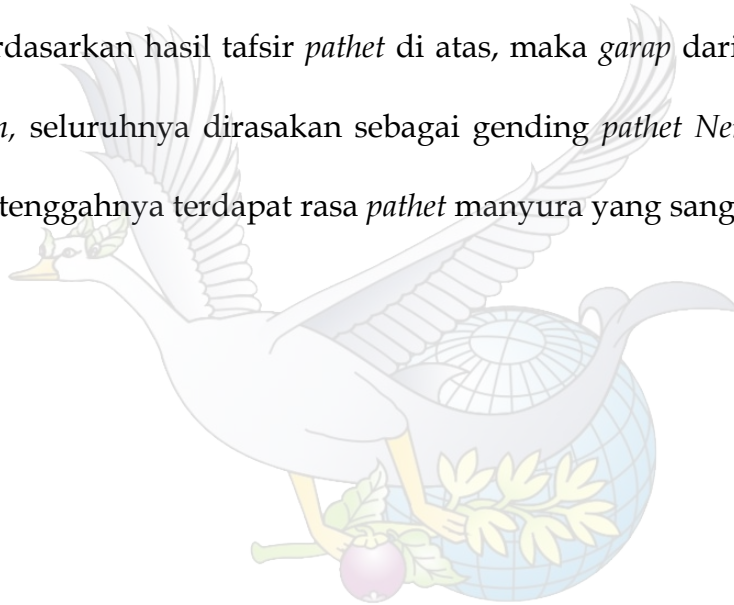 rdasarkan hasil tafsir pathet di atas, maka garap dari
n, seluruhnya dirasakan sebagai gending pathet Ne
tenggahnya terdapat rasa pathet manyura yang sang